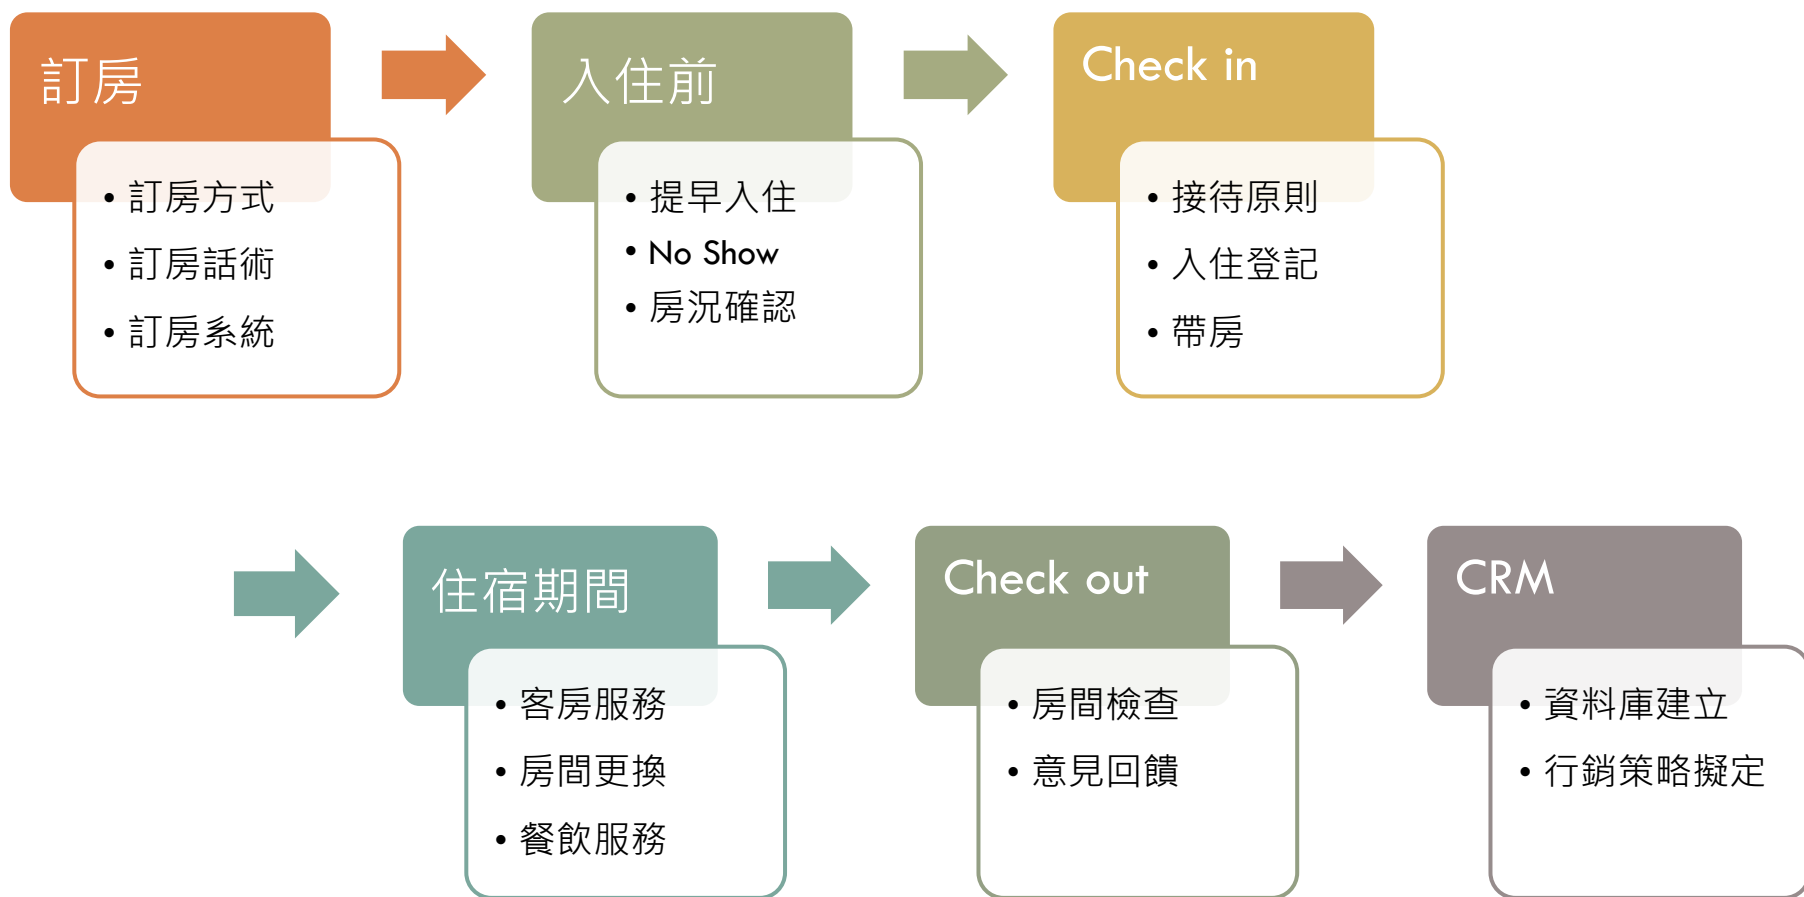 訂房
• 訂房方式
• 訂房話術
• 訂房系統
入住前
• 提早入住
• No Show
• 房況確認
Check in
• 接待原則
• 入住登記
• 帶房
住宿期間
• 客房服務
• 房間更換
• 餐飲服務
Check out
• 房間檢查
• 意見回饋
CRM
• 資料庫建立
• 行銷策略擬定